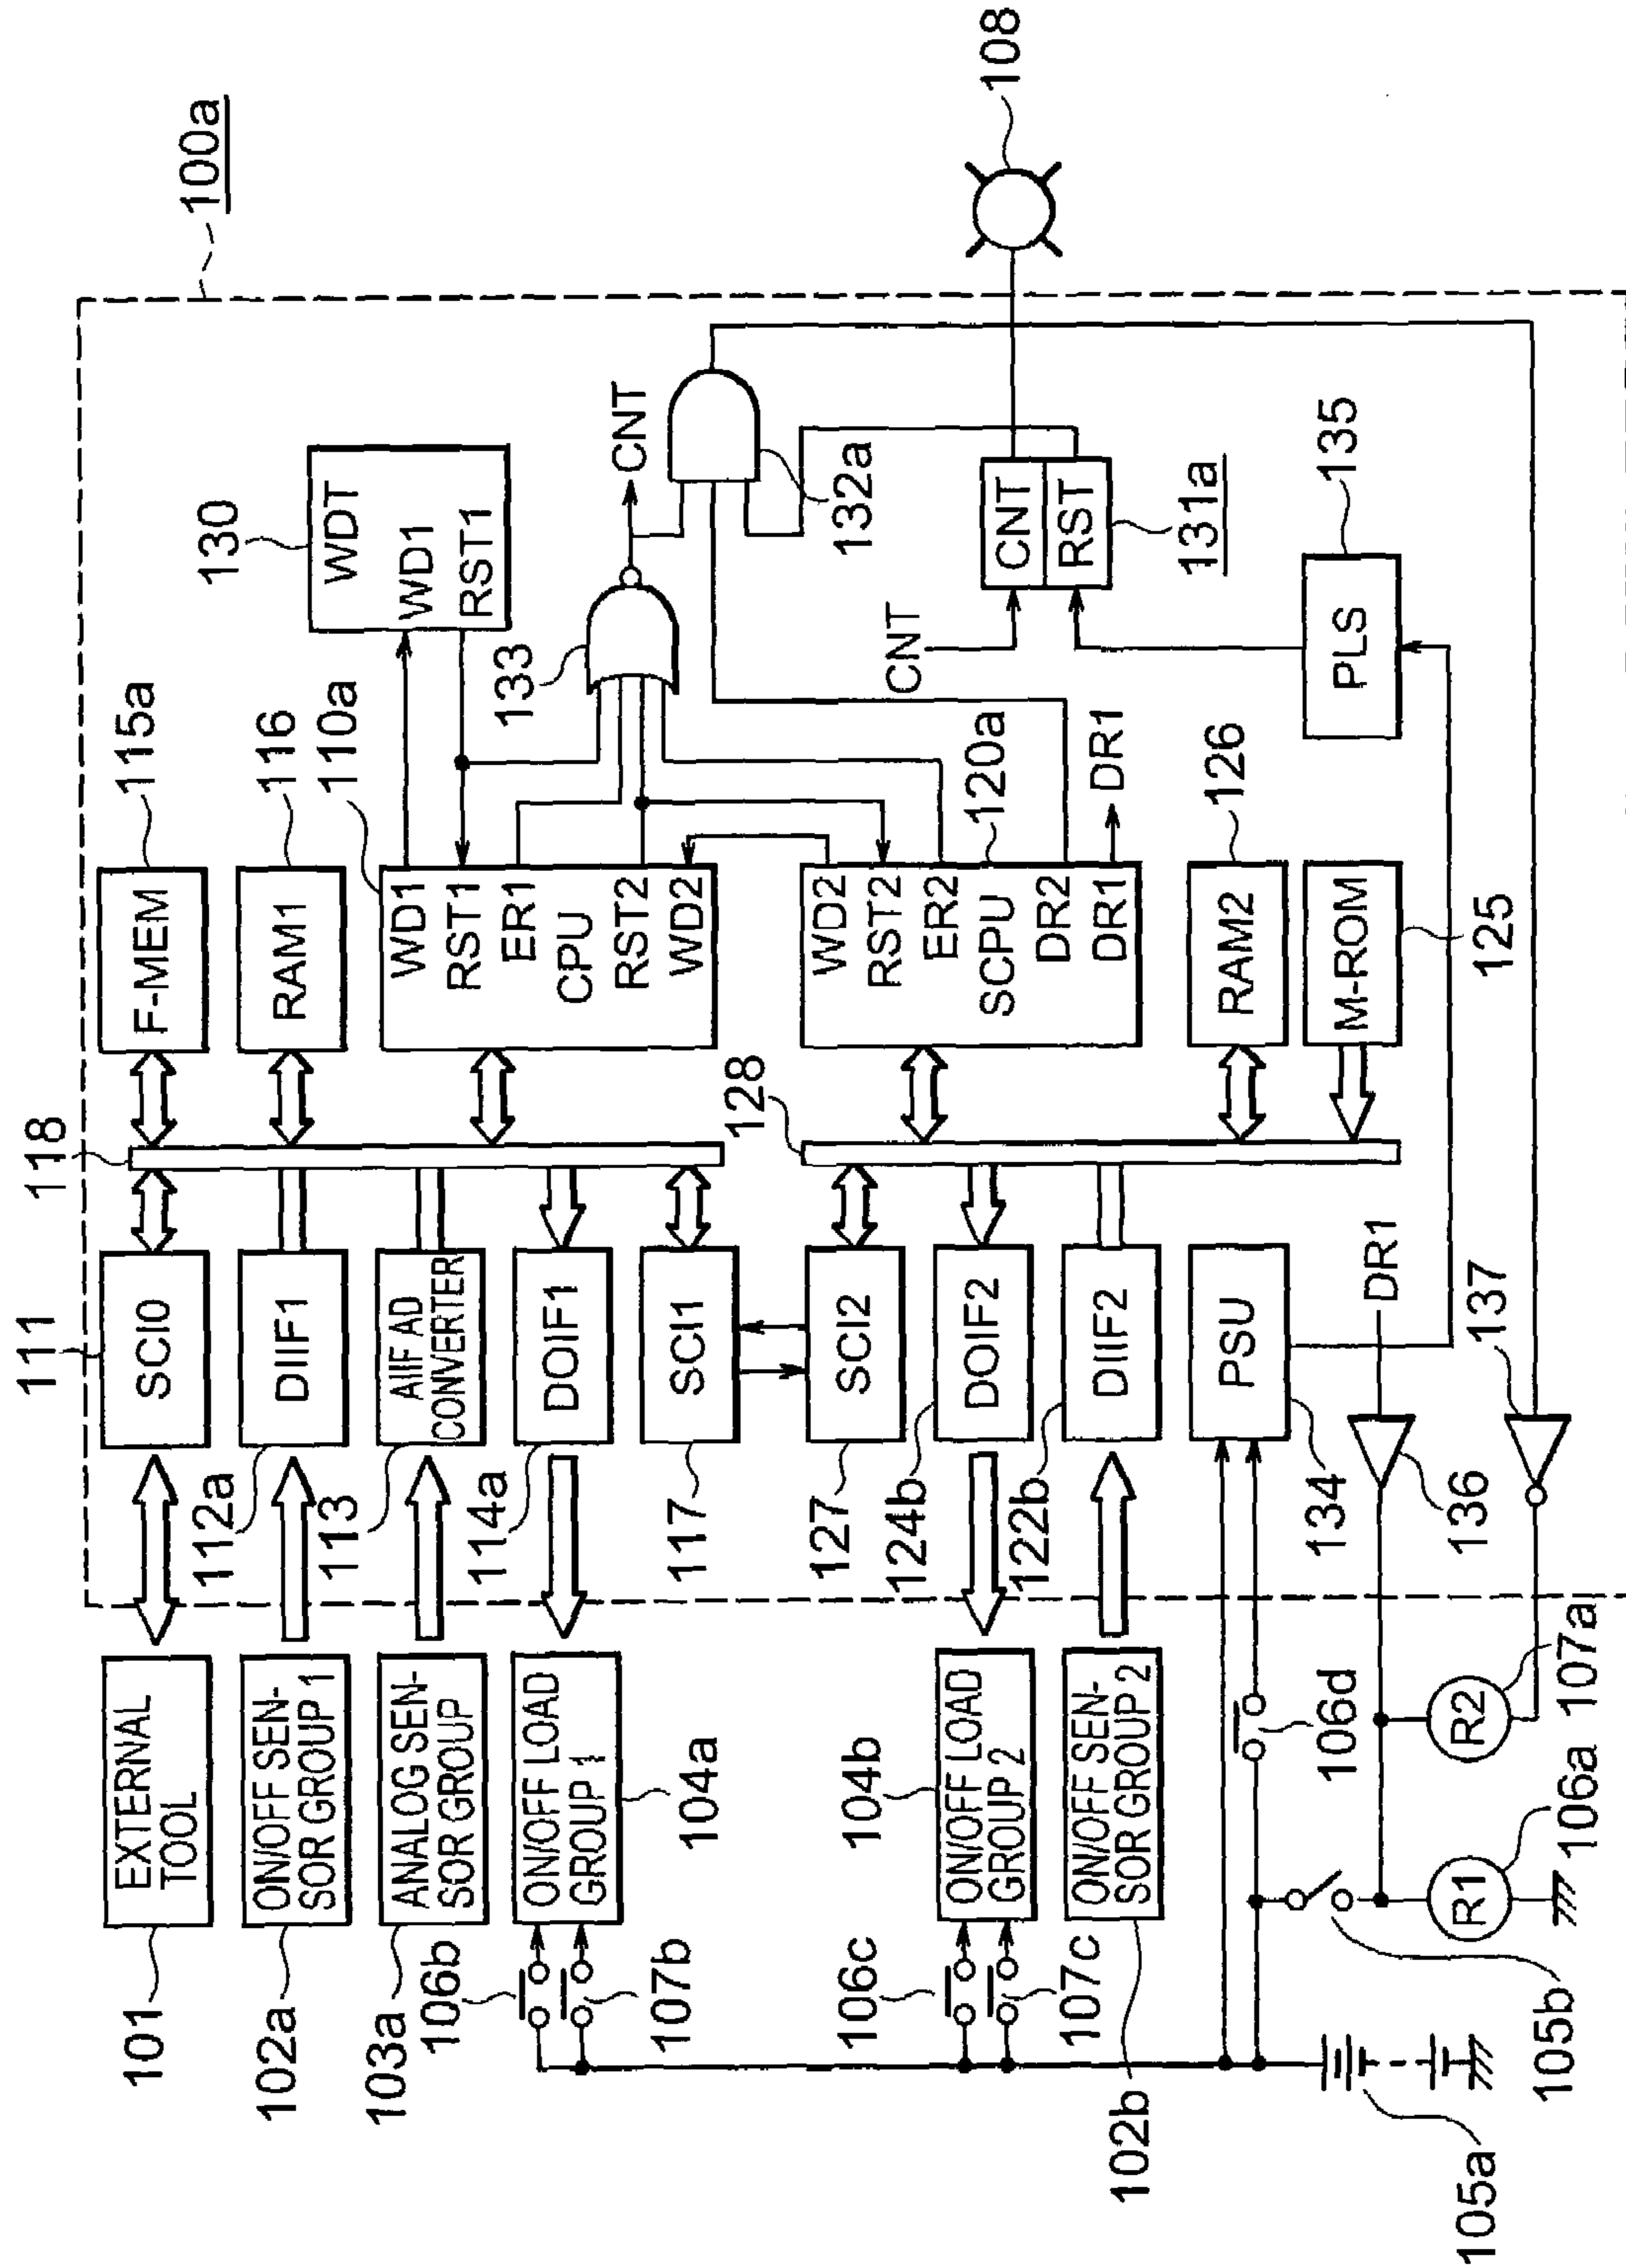 100a
118
111
115a
116
110a
130
133
CNT
108
EXTERNAL
TOOL
SCI0
F-MEM
WDT
WD1
RST1
101
112a
ON/OFF SEN-
SOR GROUP 1
DIIF1
RAM1
102a
113
ANALOG SEN-
SOR GROUP
AIIF AD
CONVERTER
WD1
RST1
ER1
CPU
RST2
WD2
103a
106b
114a
ON/OFF LOAD
GROUP 1
DOIF1
132a
107b
104a
117
SCI1
128
CNT
CNT
RST
131a
127
SCI2
WD2
RST2
ER2
SCPU
DR2
DR1
120a
DR1
106c
104b
124b
ON/OFF LOAD
GROUP 2
DOIF2
107c
122b
ON/OFF SEN-
SOR GROUP 2
DIIF2
102b
PSU
RAM2
126
PLS
135
134
M-ROM
125
106d
DR1
136
137
R1
R2
106a
107a
105b
105a